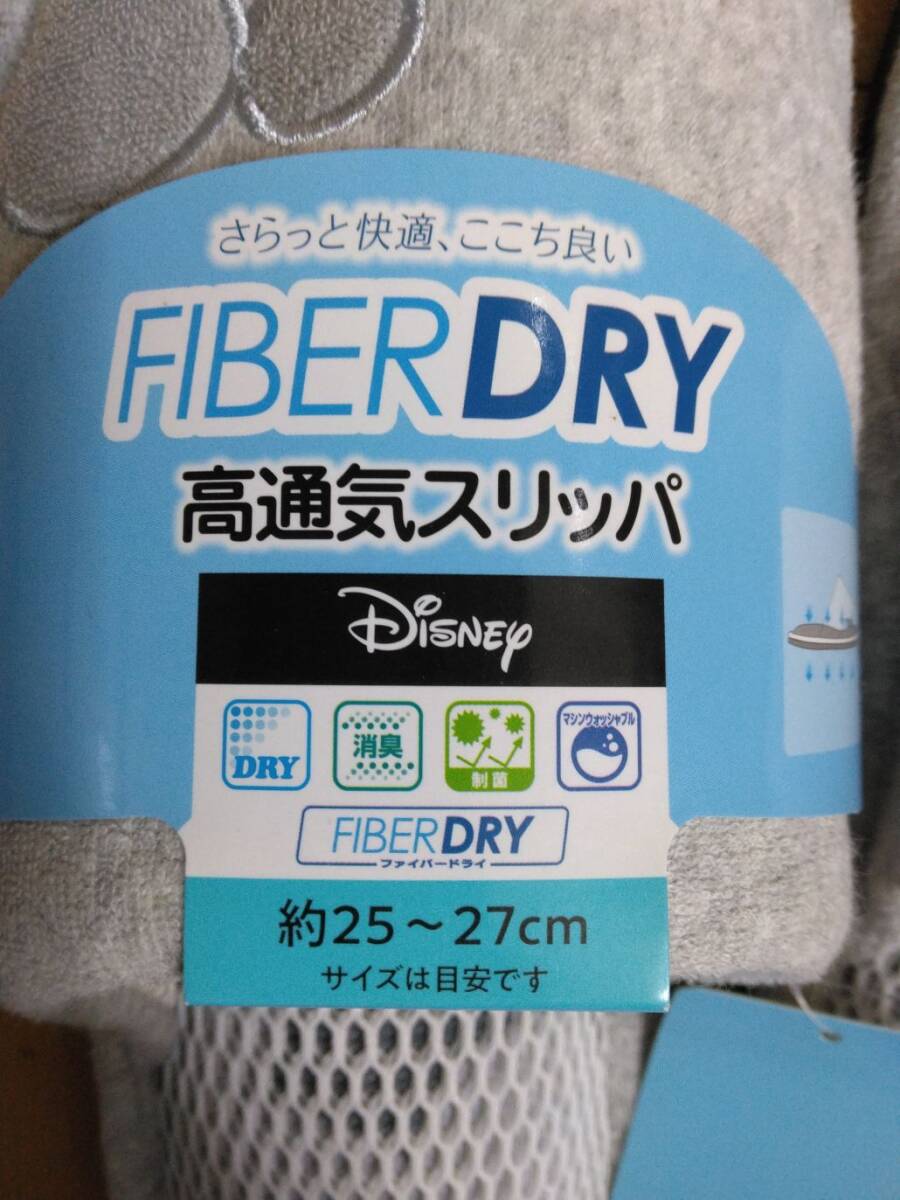 さらっと快適、ここち良い
FIBERDRY
高通気スリッパ
Disney
DRY
消臭
制菌
マシンウォッシャブル
FIBERDRY
ファイバードライ
約25～27cm
サイズは目安です